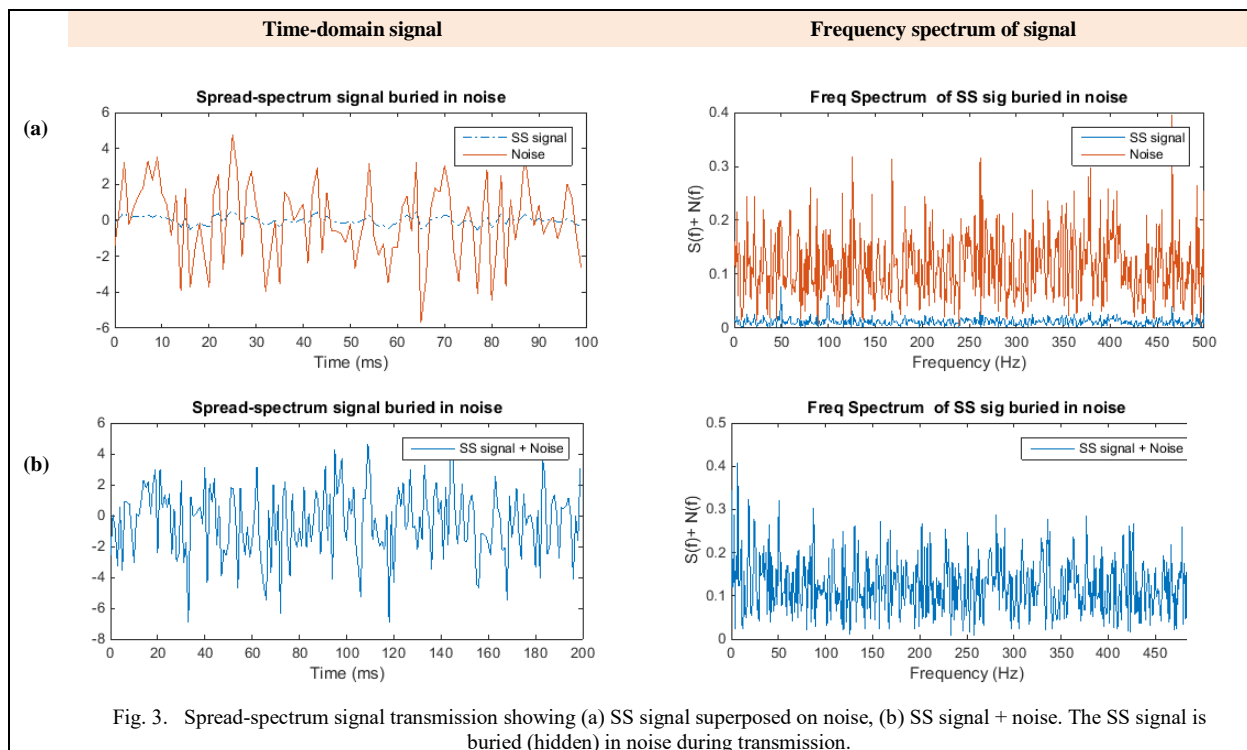 Time-domain signal
Frequency spectrum of signal
(a)
Spread-spectrum signal buried in noise
6
4
2
0
-2
-4
-6
SS signal
Noise
0 10 20 30 40 50 60 70 80 90 100
Time (ms)
Freq Spectrum of SS sig buried in noise
S(f)+ N(f)
0.4
0.3
0.2
0.1
0
SS signal
Noise
0 50 100 150 200 250 300 350 400 450 500
Frequency (Hz)
(b)
Spread-spectrum signal buried in noise
6
4
2
0
-2
-4
-6
-8
SS signal + Noise
0 20 40 60 80 100 120 140 160 180 200
Time (ms)
Freq Spectrum of SS sig buried in noise
S(f)+ N(f)
0.5
0.4
0.3
0.2
0.1
0
SS signal + Noise
0 50 100 150 200 250 300 350 400 450
Frequency (Hz)
Fig. 3. Spread-spectrum signal transmission showing (a) SS signal superposed on noise, (b) SS signal + noise. The SS signal is
buried (hidden) in noise during transmission.